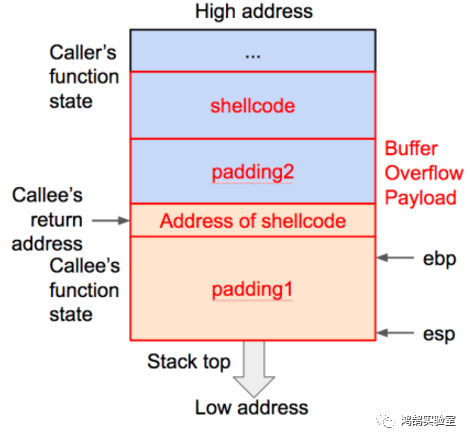 High address
Caller's
function
state
...
shellcode
padding2
Buffer
Overflow
Payload
Callee's
return
address
Address of shellcode
Callee's
function
state
padding1
ebp
esp
Stack top
Low address
鸿鹄实验室